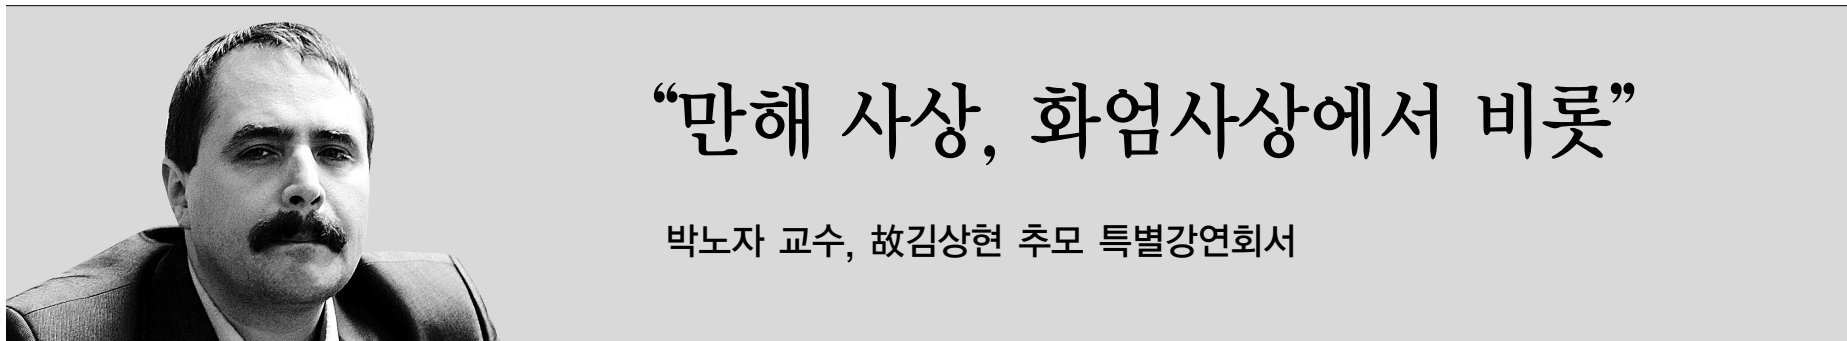 “만해 사상, 화엄사상에서 비롯”
박노자 교수, 故김상현 추모 특별강연회서